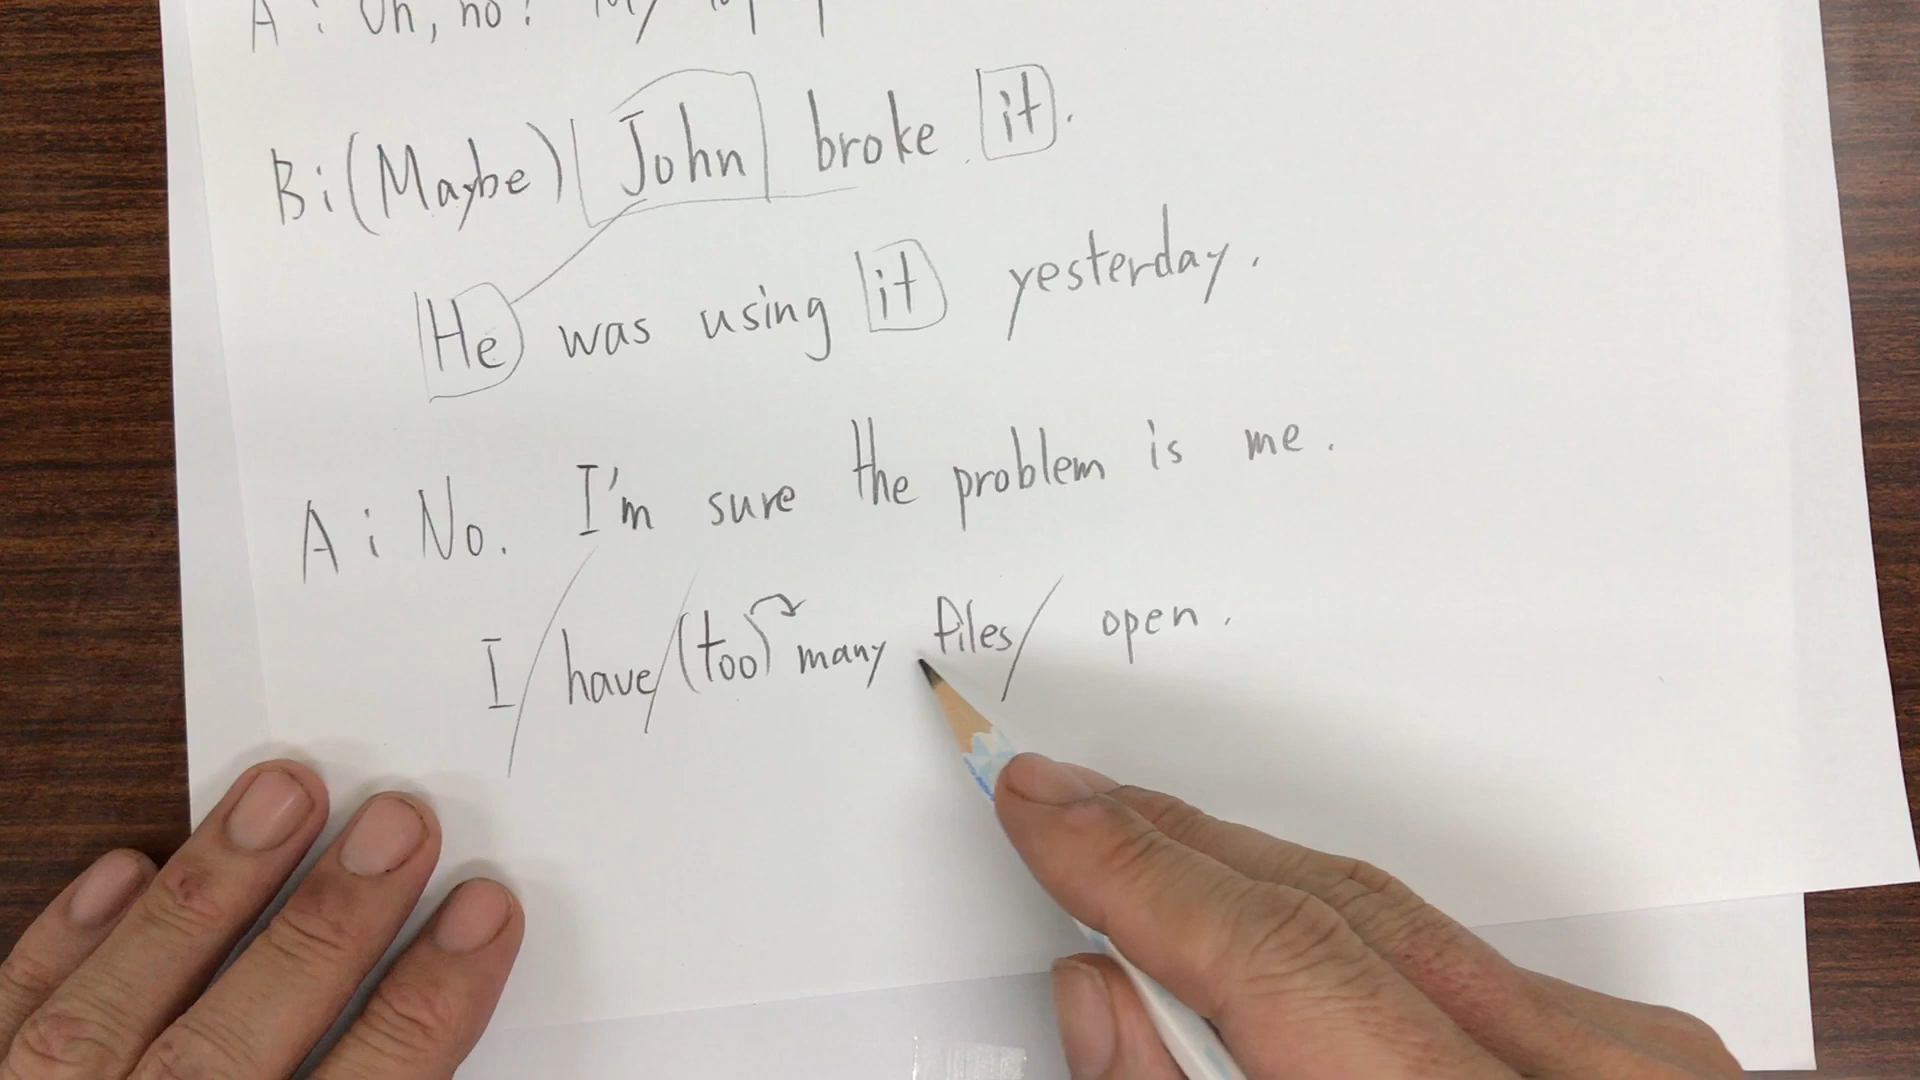 A: Oh, no!
B:(Maybe) John broke it.
He was using it yesterday.
A: No. I'm sure the problem is me.
I/have/(too) many files/open.